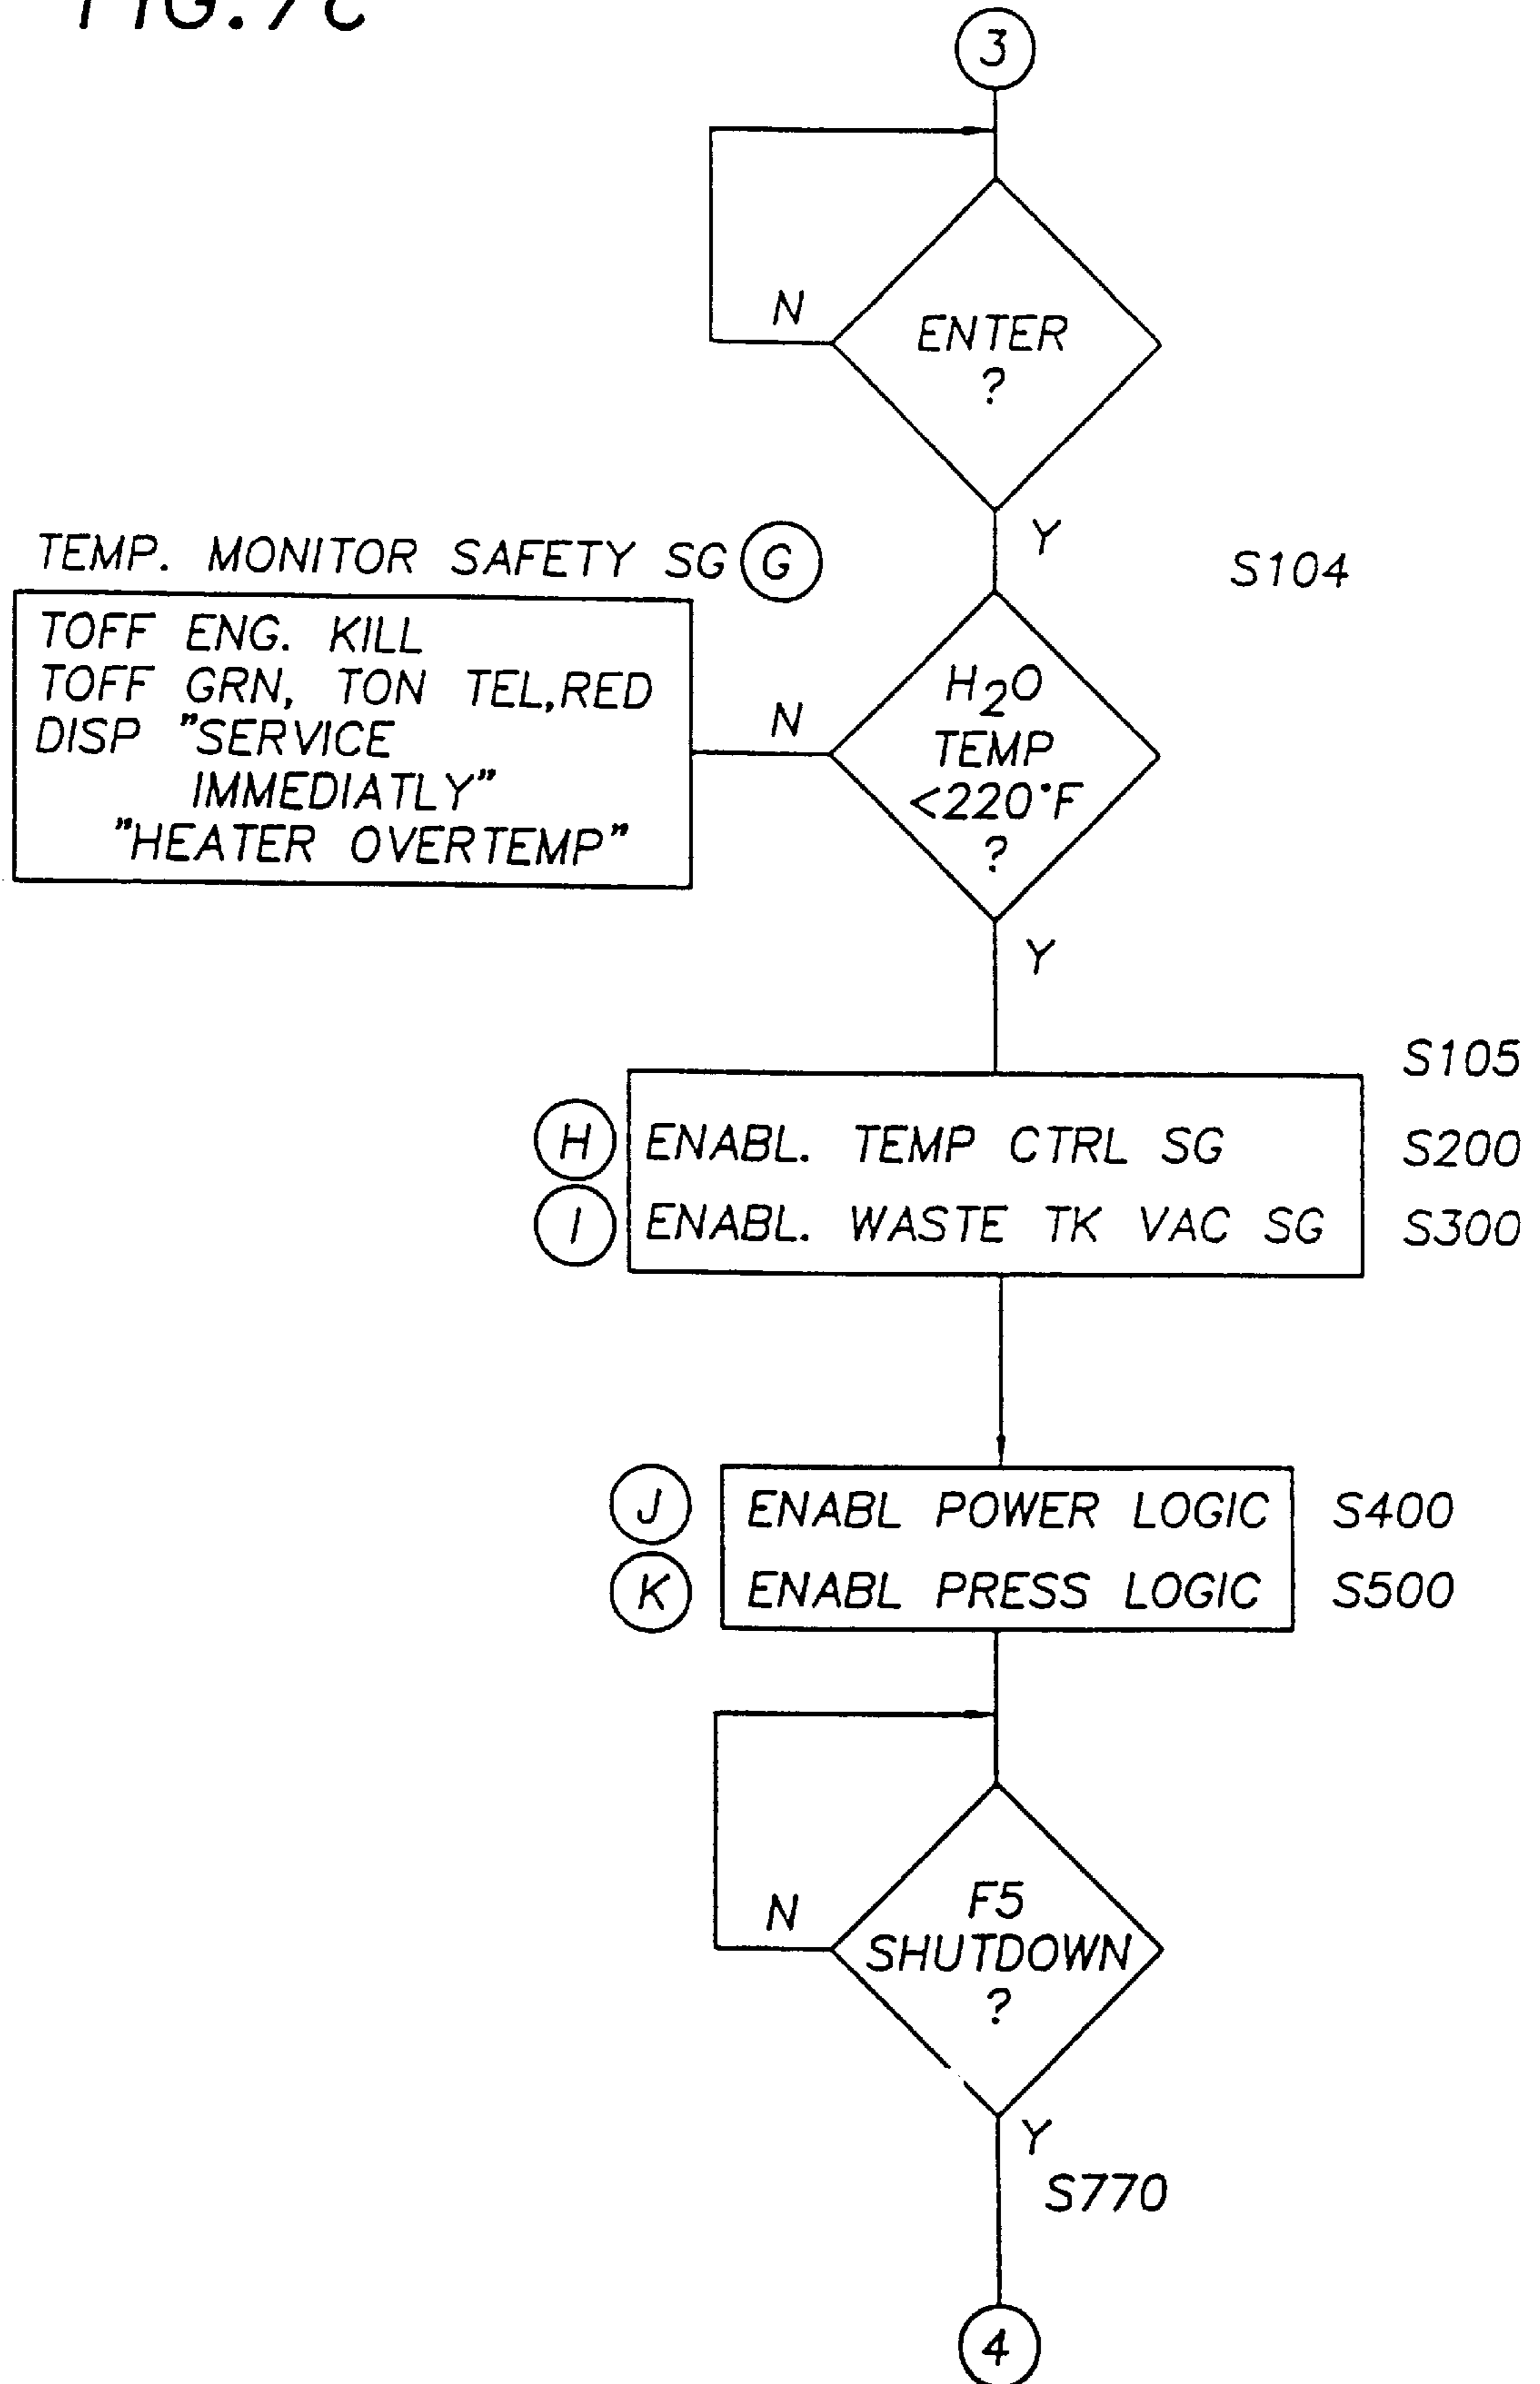 FIG. 7C
3
N
ENTER
?
Y
TEMP. MONITOR SAFETY SG G
S104
TOFF ENG. KILL
TOFF GRN, TON TEL,RED
DISP "SERVICE
IMMEDIATLY"
"HEATER OVERTEMP"
N
H2O
TEMP
<220°F
?
Y
S105
H ENABL. TEMP CTRL SG S200
I ENABL. WASTE TK VAC SG S300
J ENABL POWER LOGIC S400
K ENABL PRESS LOGIC S500
N
F5
SHUTDOWN
?
Y
S770
4